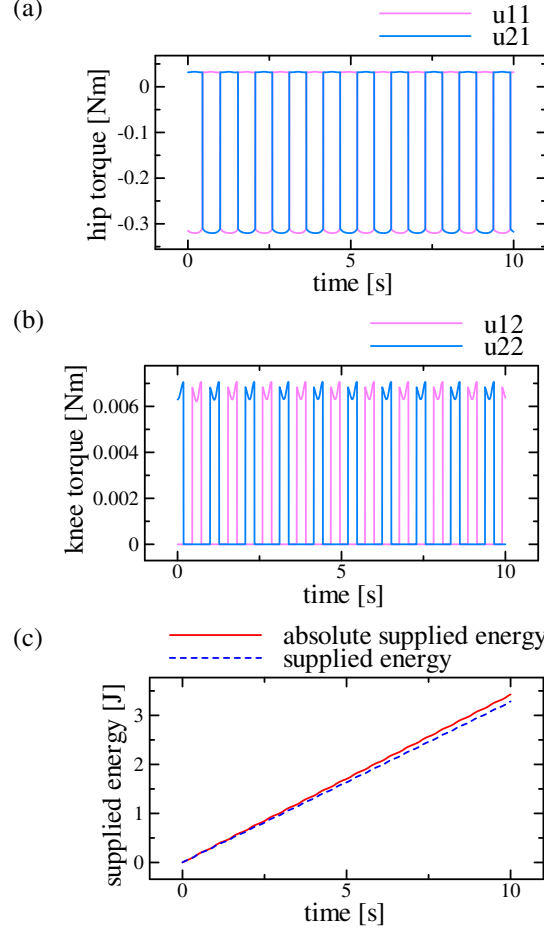 (a)
u11
u21
hip torque [Nm]
0
-0.1
-0.2
-0.3
0
5
10
time [s]
(b)
u12
u22
knee torque [Nm]
0.006
0.004
0.002
0
0
5
10
time [s]
(c)
absolute supplied energy
supplied energy
supplied energy [J]
3
2
1
0
0
5
10
time [s]